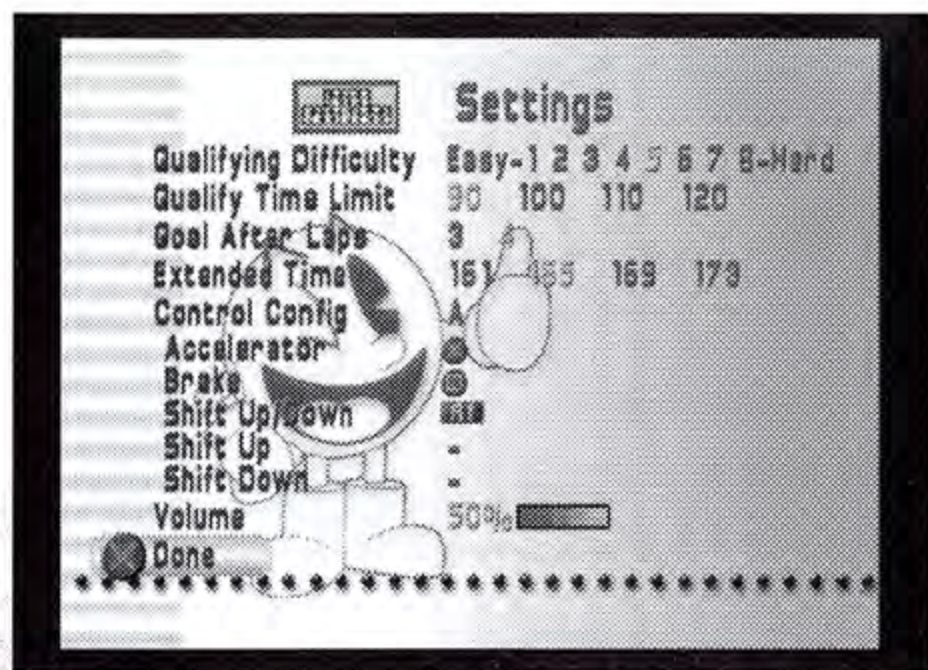 Settings
Qualifying Difficulty Easy-1 2 3 4 5 6 7 8-Hard
Qualify Time Limit 90 100 110 120
Goal After Laps 3 4
Extended Time 161 165 169 173
Control Config A
Accelerator
Brake
Shift Up/Down
Shift Up -
Shift Down -
Volume 50%
Done